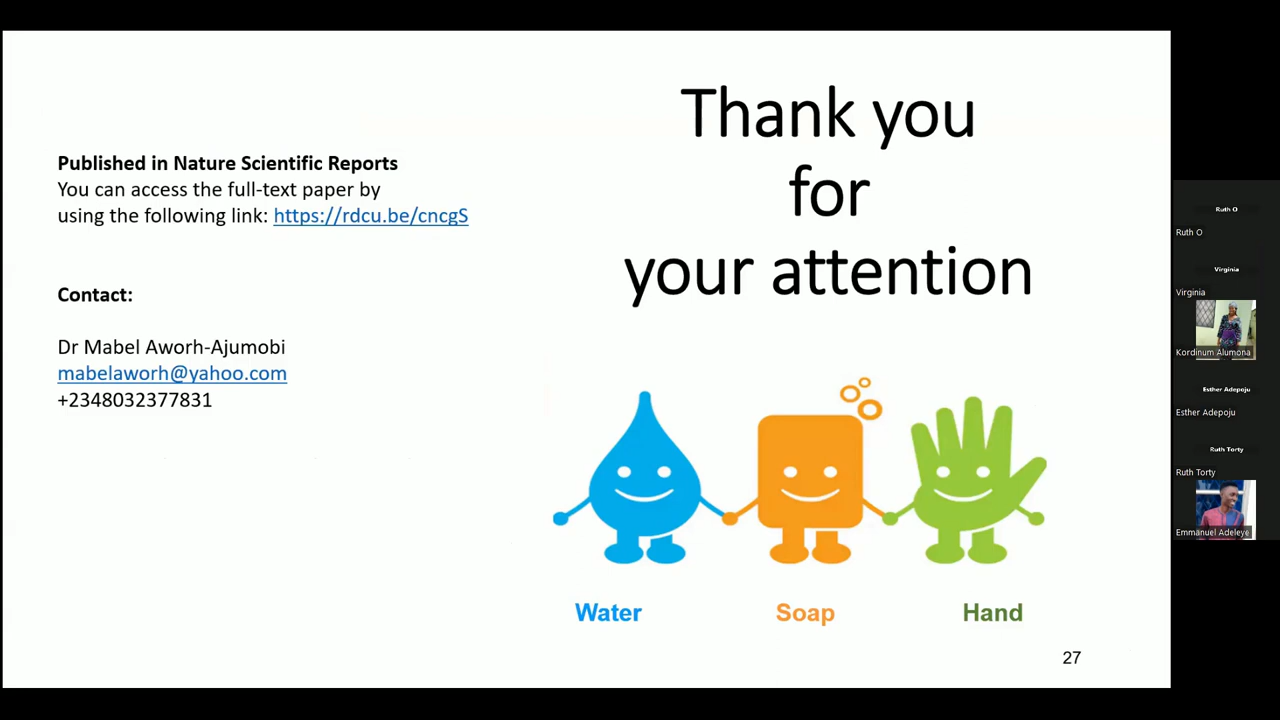 Thank you
for
your attention
Published in Nature Scientific Reports
You can access the full-text paper by
using the following link: https://rdcu.be/cncgS
Contact:
Dr Mabel Aworh-Ajumobi
mabelaworh@yahoo.com
+2348032377831
Water
Soap
Hand
27
Ruth O
Ruth O
Virginia
Virginia
Kordinum Alumona
Esther Adepoju
Esther Adepoju
Ruth Torty
Ruth Torty
Emmanuel Adeleye